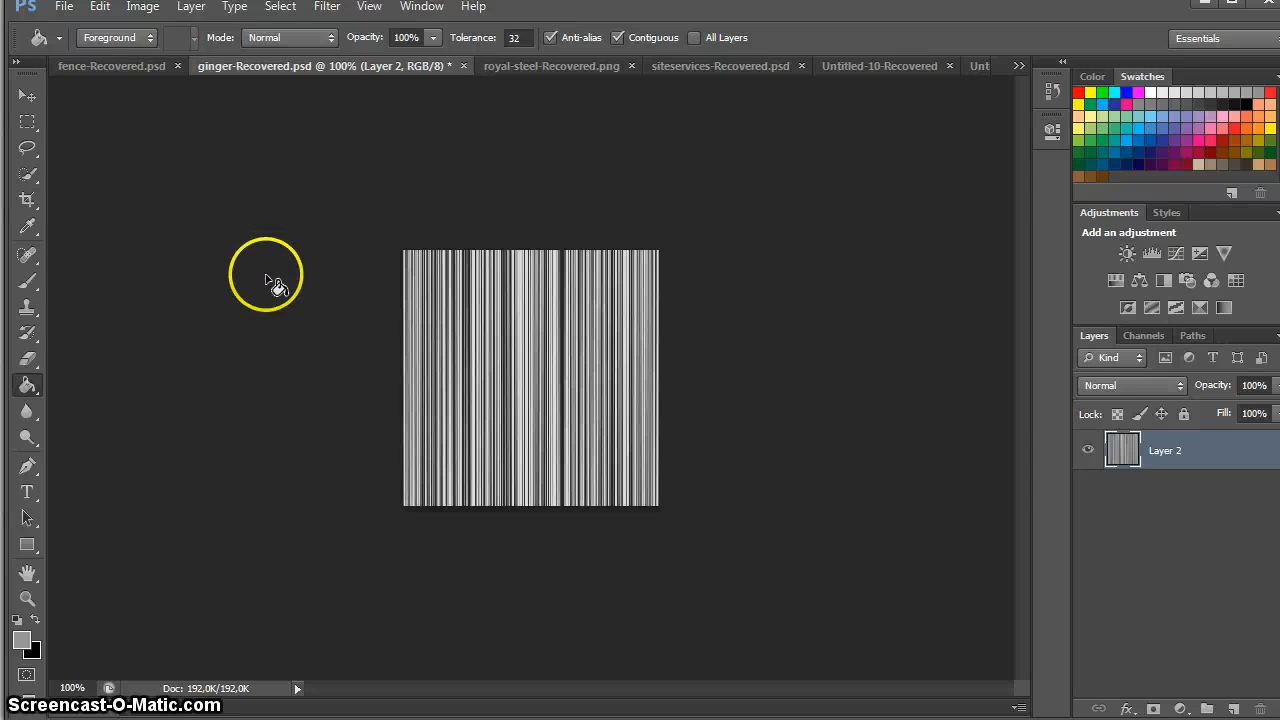 PS File Edit Image Layer Type Select Filter View Window Help
Foreground Mode: Normal Opacity: 100% Tolerance: 32 Anti-alias Contiguous All Layers Essentials
fence-Recovered.psd × ginger-Recovered.psd @ 100% (Layer 2, RGB/8) * × royal-steel-Recovered.png × siteservices-Recovered.psd × Untitled-10-Recovered × Unt
Color Swatches
Adjustments Styles
Add an adjustment
Layers Channels Paths
Kind
Normal Opacity: 100%
Lock: Fill: 100%
Layer 2
100% Doc: 192,0K/192,0K
Screencast-O-Matic.com